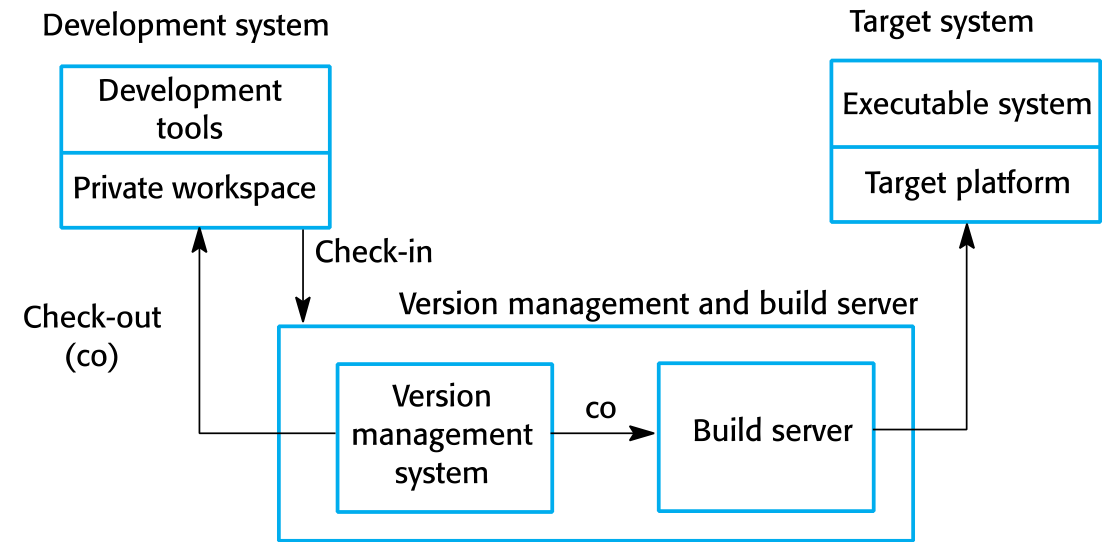 Development system
Target system
Development
tools
Private workspace
Executable system
Target platform
Check-in
Check-out
(co)
Version management and build server
Version
management
system
co
Build server